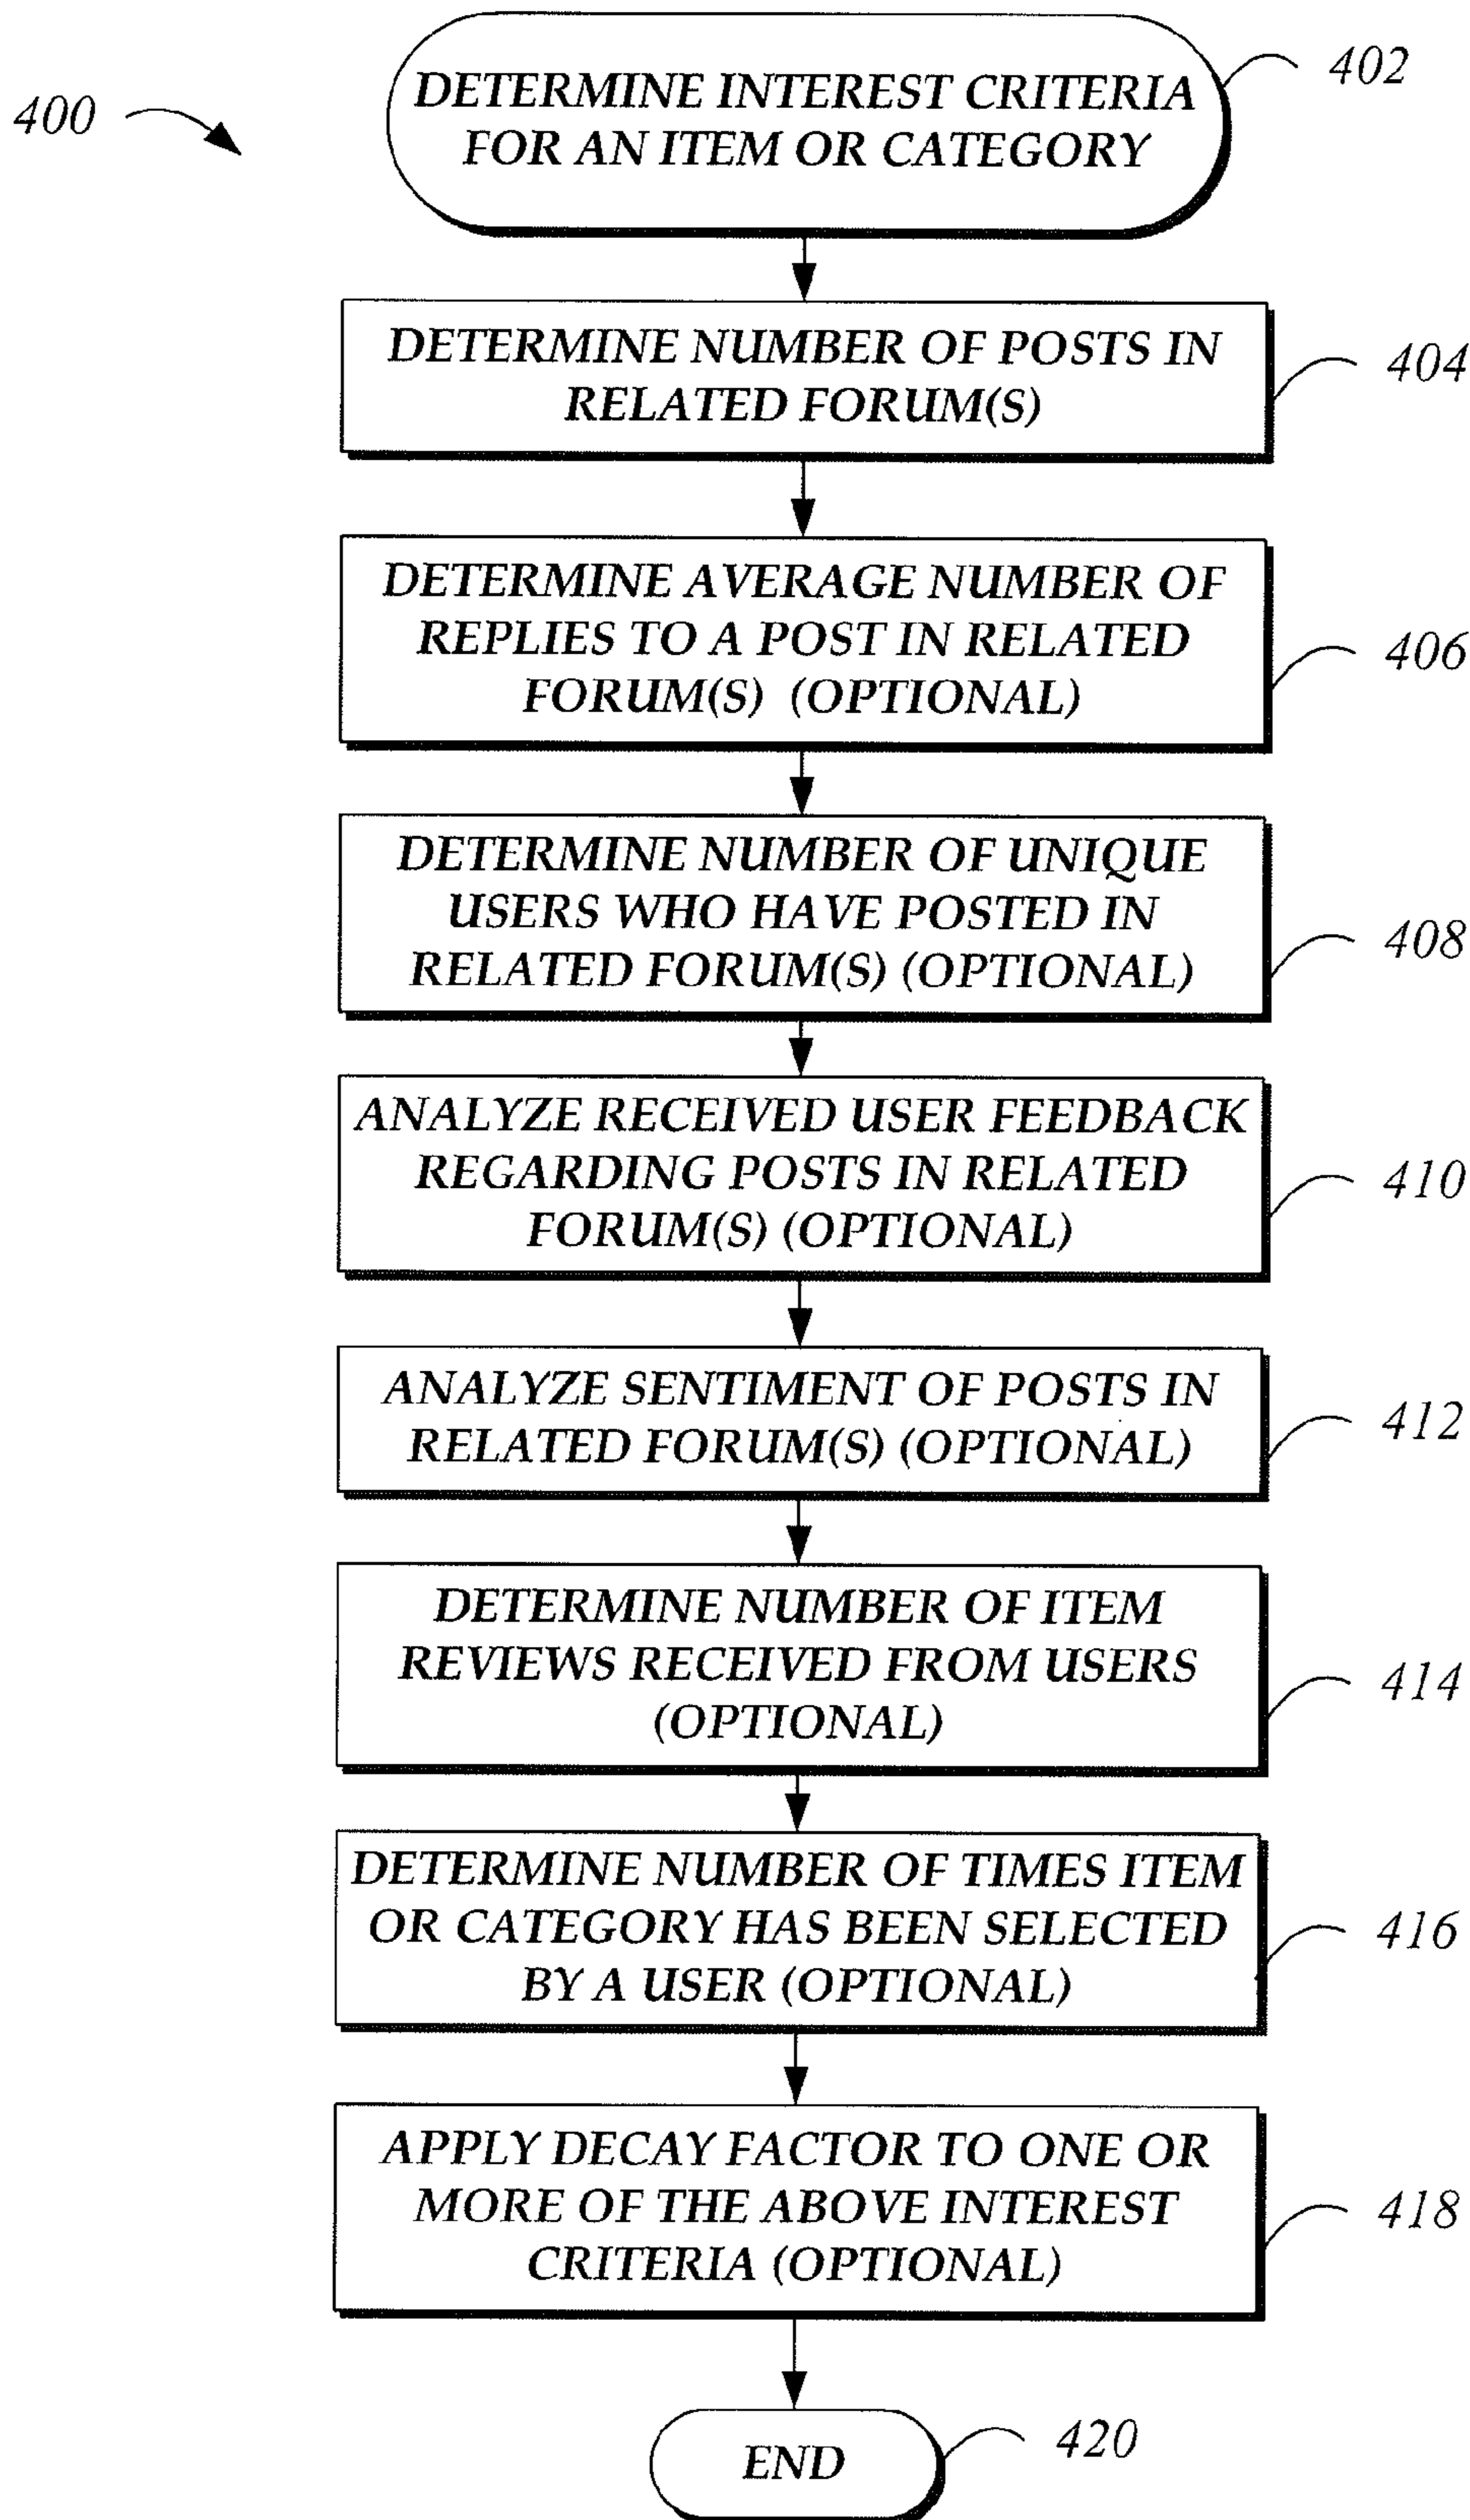 400
DETERMINE INTEREST CRITERIA
FOR AN ITEM OR CATEGORY
402
DETERMINE NUMBER OF POSTS IN
RELATED FORUM(S)
404
DETERMINE AVERAGE NUMBER OF
REPLIES TO A POST IN RELATED
FORUM(S) (OPTIONAL)
406
DETERMINE NUMBER OF UNIQUE
USERS WHO HAVE POSTED IN
RELATED FORUM(S) (OPTIONAL)
408
ANALYZE RECEIVED USER FEEDBACK
REGARDING POSTS IN RELATED
FORUM(S) (OPTIONAL)
410
ANALYZE SENTIMENT OF POSTS IN
RELATED FORUM(S) (OPTIONAL)
412
DETERMINE NUMBER OF ITEM
REVIEWS RECEIVED FROM USERS
(OPTIONAL)
414
DETERMINE NUMBER OF TIMES ITEM
OR CATEGORY HAS BEEN SELECTED
BY A USER (OPTIONAL)
416
APPLY DECAY FACTOR TO ONE OR
MORE OF THE ABOVE INTEREST
CRITERIA (OPTIONAL)
418
END
420